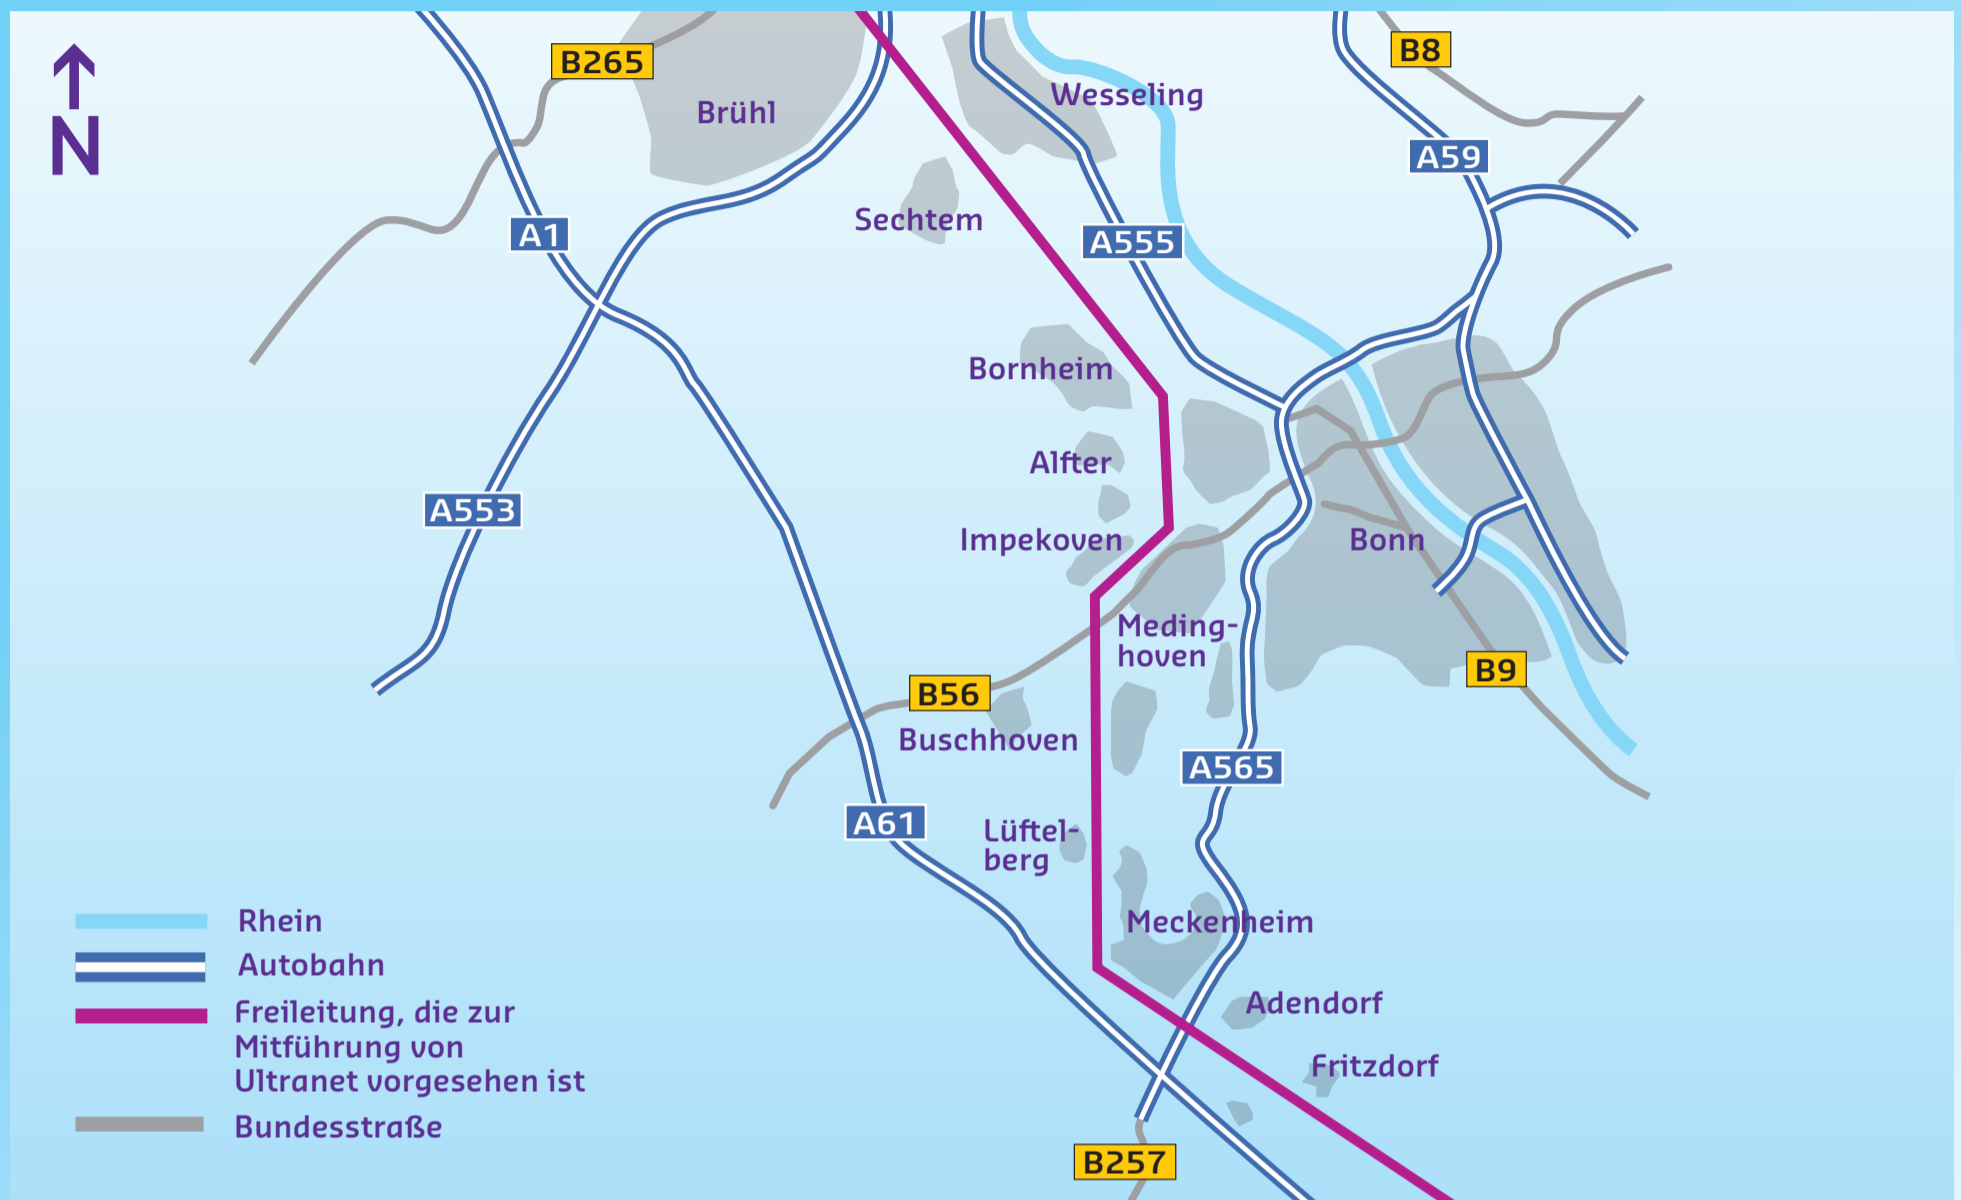 B265
B8
N
Brühl
Wesseling
A59
Sechtem
A1
A555
Bornheim
Alfter
A553
Impekoven
Bonn
Meding-
hoven
B56
B9
Buschhoven
A565
A61
Lüftel-
berg
Meckenheim
Adendorf
Fritzdorf
B257
Rhein
Autobahn
Freileitung, die zur
Mitführung von
Ultranet vorgesehen ist
Bundesstraße